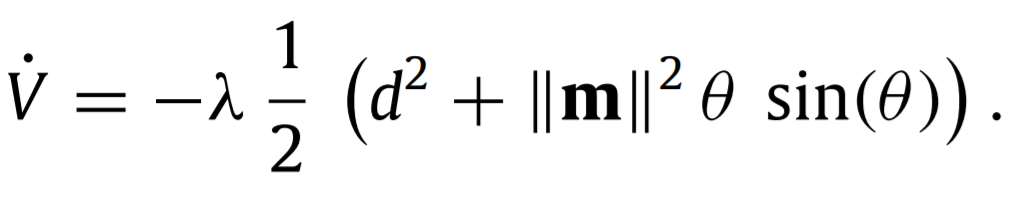 V̇ = −λ 1/2 (d² + ‖m‖² θ sin(θ)).